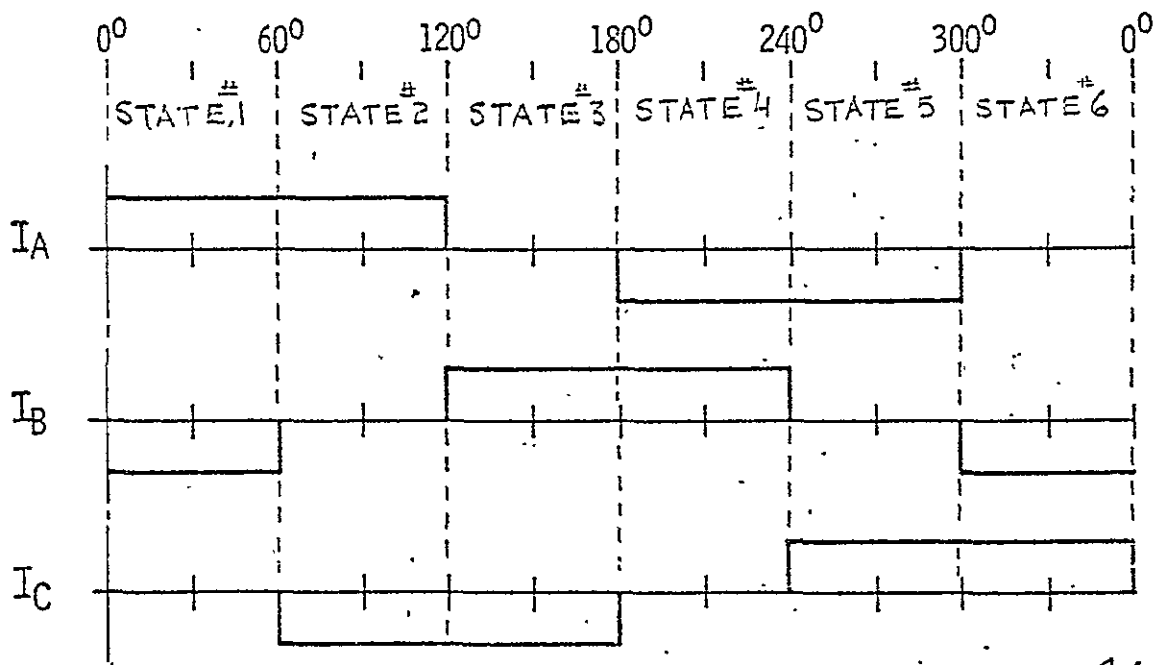 0⁰ 60⁰ 120⁰ 180⁰ 240⁰ 300⁰ 0⁰
STATE #1 STATE #2 STATE #3 STATE #4 STATE #5 STATE #6
IA
IB
IC